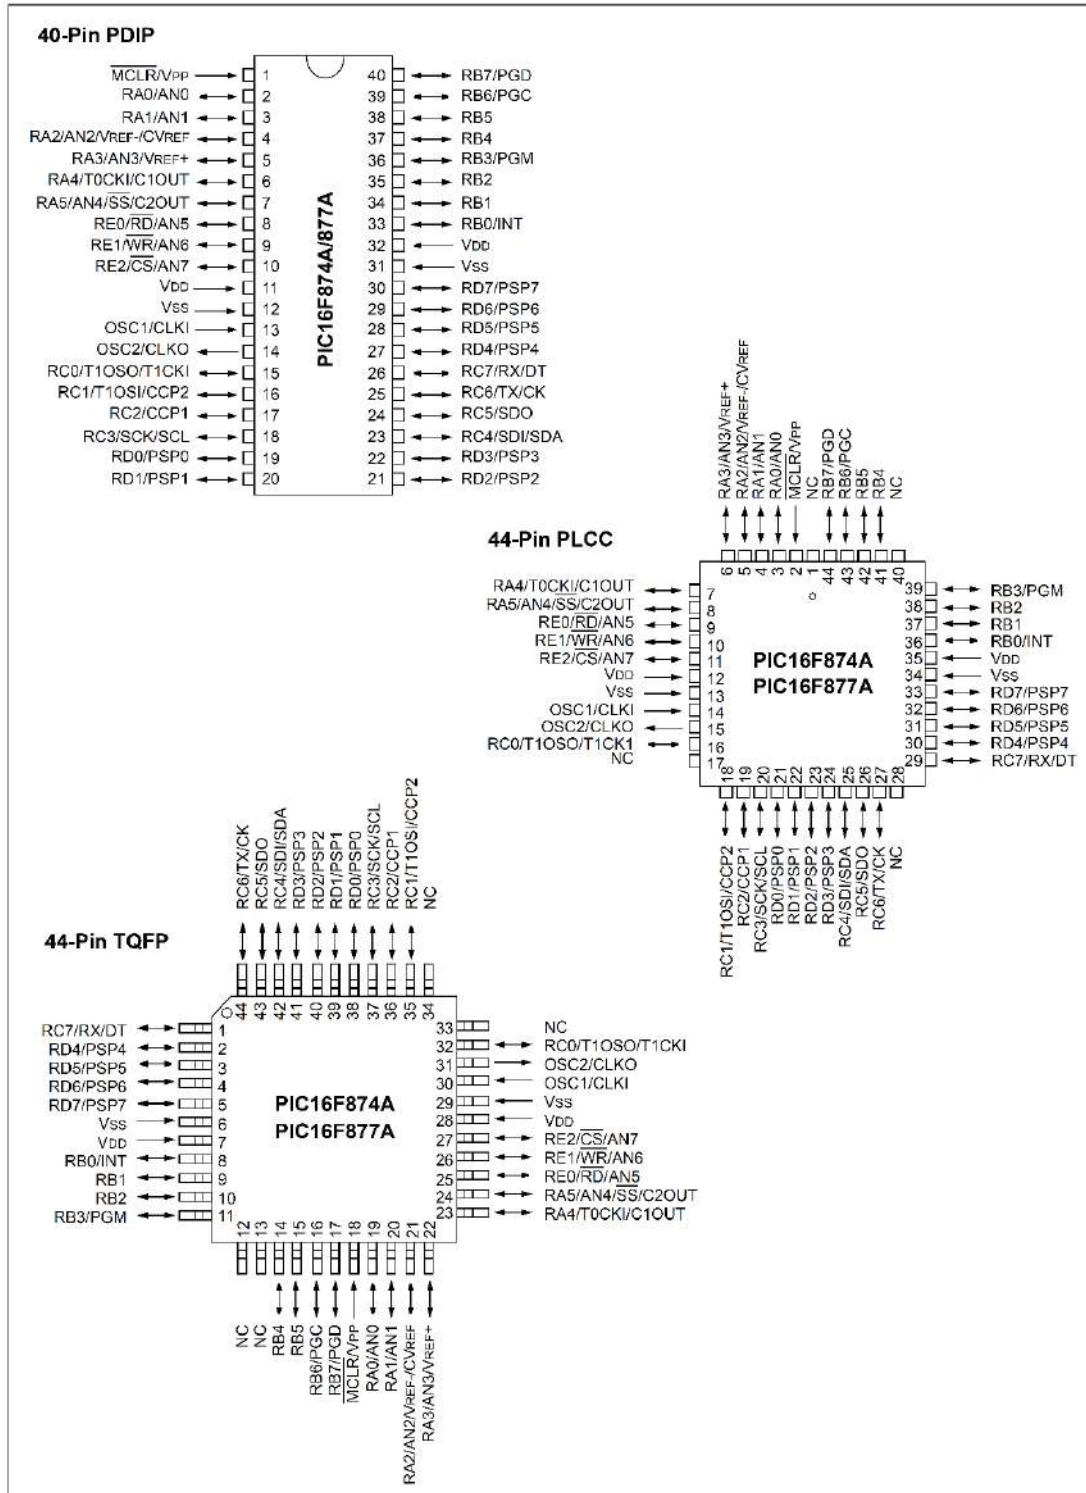 40-Pin PDIP
MCLR/VPP 1
RA0/AN0 2
RA1/AN1 3
RA2/AN2/VREF-/CVREF 4
RA3/AN3/VREF+ 5
RA4/T0CKI/C1OUT 6
RA5/AN4/SS/C2OUT 7
RE0/RD/AN5 8
RE1/WR/AN6 9
RE2/CS/AN7 10
VDD 11
VSS 12
OSC1/CLKI 13
OSC2/CLKO 14
RC0/T1OSO/T1CKI 15
RC1/T1OSI/CCP2 16
RC2/CCP1 17
RC3/SCK/SCL 18
RD0/PSP0 19
RD1/PSP1 20
PIC16F874A/877A
40 RB7/PGD
39 RB6/PGC
38 RB5
37 RB4
36 RB3/PGM
35 RB2
34 RB1
33 RB0/INT
32 VDD
31 VSS
30 RD7/PSP7
29 RD6/PSP6
28 RD5/PSP5
27 RD4/PSP4
26 RC7/RX/DT
25 RC6/TX/CK
24 RC5/SDO
23 RC4/SDI/SDA
22 RD3/PSP3
21 RD2/PSP2
44-Pin PLCC
RA3/AN3/VREF+ 6
RA2/AN2/VREF-/CVREF 5
RA1/AN1 4
RA0/AN0 3
MCLR/VPP 2
NC 1
RB7/PGD 44
RB6/PGC 43
RB5 42
RB4 41
NC 40
RA4/T0CKI/C1OUT 7
RA5/AN4/SS/C2OUT 8
RE0/RD/AN5 9
RE1/WR/AN6 10
RE2/CS/AN7 11
VDD 12
VSS 13
OSC1/CLKI 14
OSC2/CLKO 15
RC0/T1OSO/T1CK1 16
NC 17
PIC16F874A
PIC16F877A
39 RB3/PGM
38 RB2
37 RB1
36 RB0/INT
35 VDD
34 VSS
33 RD7/PSP7
32 RD6/PSP6
31 RD5/PSP5
30 RD4/PSP4
29 RC7/RX/DT
18 RC1/T1OSI/CCP2
19 RC2/CCP1
20 RC3/SCK/SCL
21 RD0/PSP0
22 RD1/PSP1
23 RD2/PSP2
24 RD3/PSP3
25 RC4/SDI/SDA
26 RC5/SDO
27 RC6/TX/CK
28 NC
44-Pin TQFP
RC6/TX/CK 44
RC5/SDO 43
RC4/SDI/SDA 42
RD3/PSP3 41
RD2/PSP2 40
RD1/PSP1 39
RD0/PSP0 38
RC3/SCK/SCL 37
RC2/CCP1 36
RC1/T1OSI/CCP2 35
NC 34
RC7/RX/DT 1
RD4/PSP4 2
RD5/PSP5 3
RD6/PSP6 4
RD7/PSP7 5
VSS 6
VDD 7
RB0/INT 8
RB1 9
RB2 10
RB3/PGM 11
PIC16F874A
PIC16F877A
33 NC
32 RC0/T1OSO/T1CKI
31 OSC2/CLKO
30 OSC1/CLKI
29 VSS
28 VDD
27 RE2/CS/AN7
26 RE1/WR/AN6
25 RE0/RD/AN5
24 RA5/AN4/SS/C2OUT
23 RA4/T0CKI/C1OUT
12 NC
13 NC
14 RB4
15 RB5
16 RB6/PGC
17 RB7/PGD
18 MCLR/VPP
19 RA0/AN0
20 RA1/AN1
21 RA2/AN2/VREF-/CVREF
22 RA3/AN3/VREF+